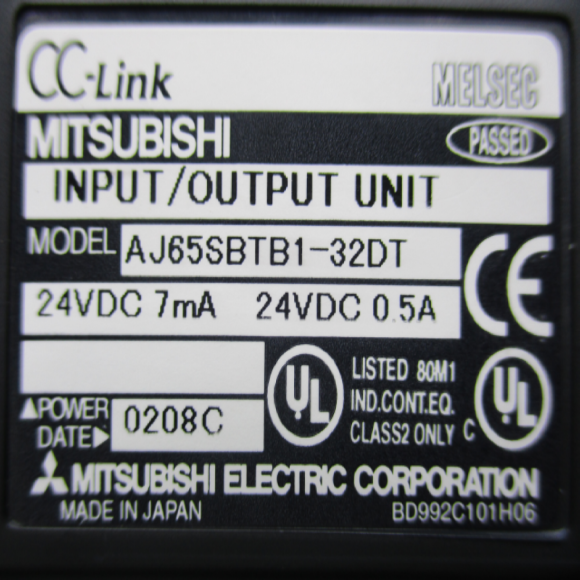 CC-Link
MELSEC
MITSUBISHI
PASSED
INPUT/OUTPUT UNIT
MODEL AJ65SBTB1-32DT
CE
24VDC 7mA 24VDC 0.5A
▲POWER
DATE▶ 0208C
UL
LISTED 80M1
IND.CONT.EQ.
CLASS2 ONLY
C UL
MITSUBISHI ELECTRIC CORPORATION
MADE IN JAPAN
BD992C101H06